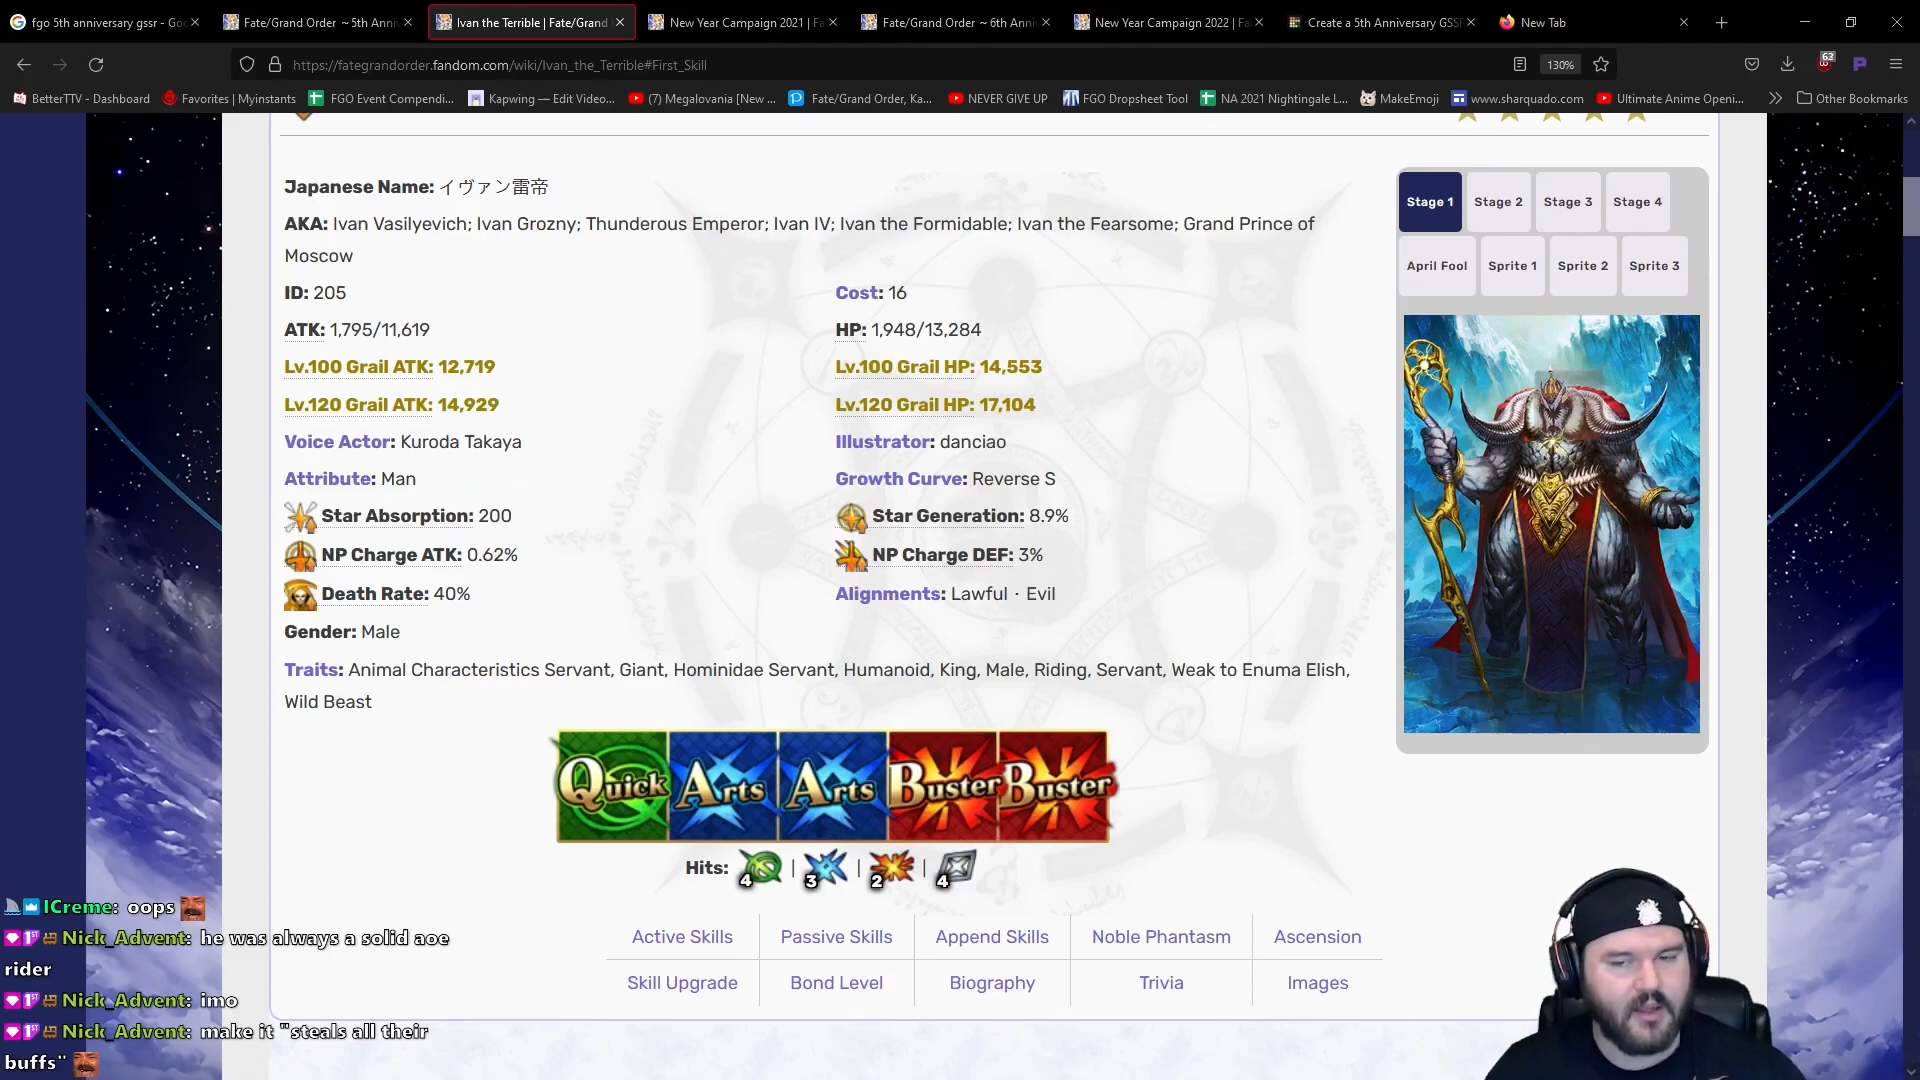 fgo 5th anniversary gssr - Goo
Fate/Grand Order ～5th Anniv
Ivan the Terrible | Fate/Grand
New Year Campaign 2021 | Fa
Fate/Grand Order ～6th Anniv
New Year Campaign 2022 | Fa
Create a 5th Anniversary GSSR
New Tab
https://fategrandorder.fandom.com/wiki/Ivan_the_Terrible#First_Skill
130%
62
BetterTTV - Dashboard
Favorites | Myinstants
FGO Event Compendi...
Kapwing — Edit Video...
(7) Megalovania [New ...
Fate/Grand Order, Ka...
NEVER GIVE UP
FGO Dropsheet Tool
NA 2021 Nightingale L...
MakeEmoji
www.sharquado.com
Ultimate Anime Openi...
Other Bookmarks
Japanese Name: イヴァン雷帝
AKA: Ivan Vasilyevich; Ivan Grozny; Thunderous Emperor; Ivan IV; Ivan the Formidable; Ivan the Fearsome; Grand Prince of
Moscow
ID: 205
Cost: 16
ATK: 1,795/11,619
HP: 1,948/13,284
Lv.100 Grail ATK: 12,719
Lv.100 Grail HP: 14,553
Lv.120 Grail ATK: 14,929
Lv.120 Grail HP: 17,104
Voice Actor: Kuroda Takaya
Illustrator: danciao
Attribute: Man
Growth Curve: Reverse S
Star Absorption: 200
Star Generation: 8.9%
NP Charge ATK: 0.62%
NP Charge DEF: 3%
Death Rate: 40%
Alignments: Lawful · Evil
Gender: Male
Traits: Animal Characteristics Servant, Giant, Hominidae Servant, Humanoid, King, Male, Riding, Servant, Weak to Enuma Elish,
Wild Beast
Stage 1
Stage 2
Stage 3
Stage 4
April Fool
Sprite 1
Sprite 2
Sprite 3
Quick
Arts
Arts
Buster
Buster
Hits: 4 | 3 | 2 | 4
Active Skills
Passive Skills
Append Skills
Noble Phantasm
Ascension
Skill Upgrade
Bond Level
Biography
Trivia
Images
ICreme: oops
1ST Nick_Advent: he was always a solid aoe
rider
1ST Nick_Advent: imo
1ST Nick_Advent: make it "steals all their
buffs"